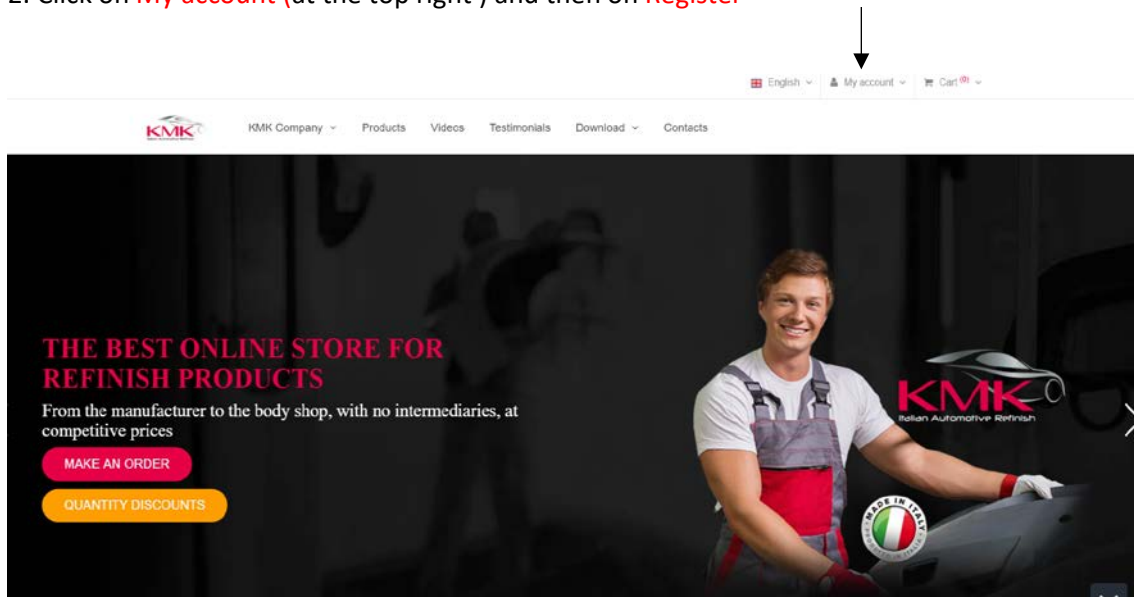 2. Click on My account (at the top right ) and then on Register
English
My account
Cart (0)
KMK
KMK Company
Products
Videos
Testimonials
Download
Contacts
THE BEST ONLINE STORE FOR
REFINISH PRODUCTS
From the manufacturer to the body shop, with no intermediaries, at
competitive prices
MAKE AN ORDER
QUANTITY DISCOUNTS
KMK
Italian Automotive Refinish
MADE IN ITALY